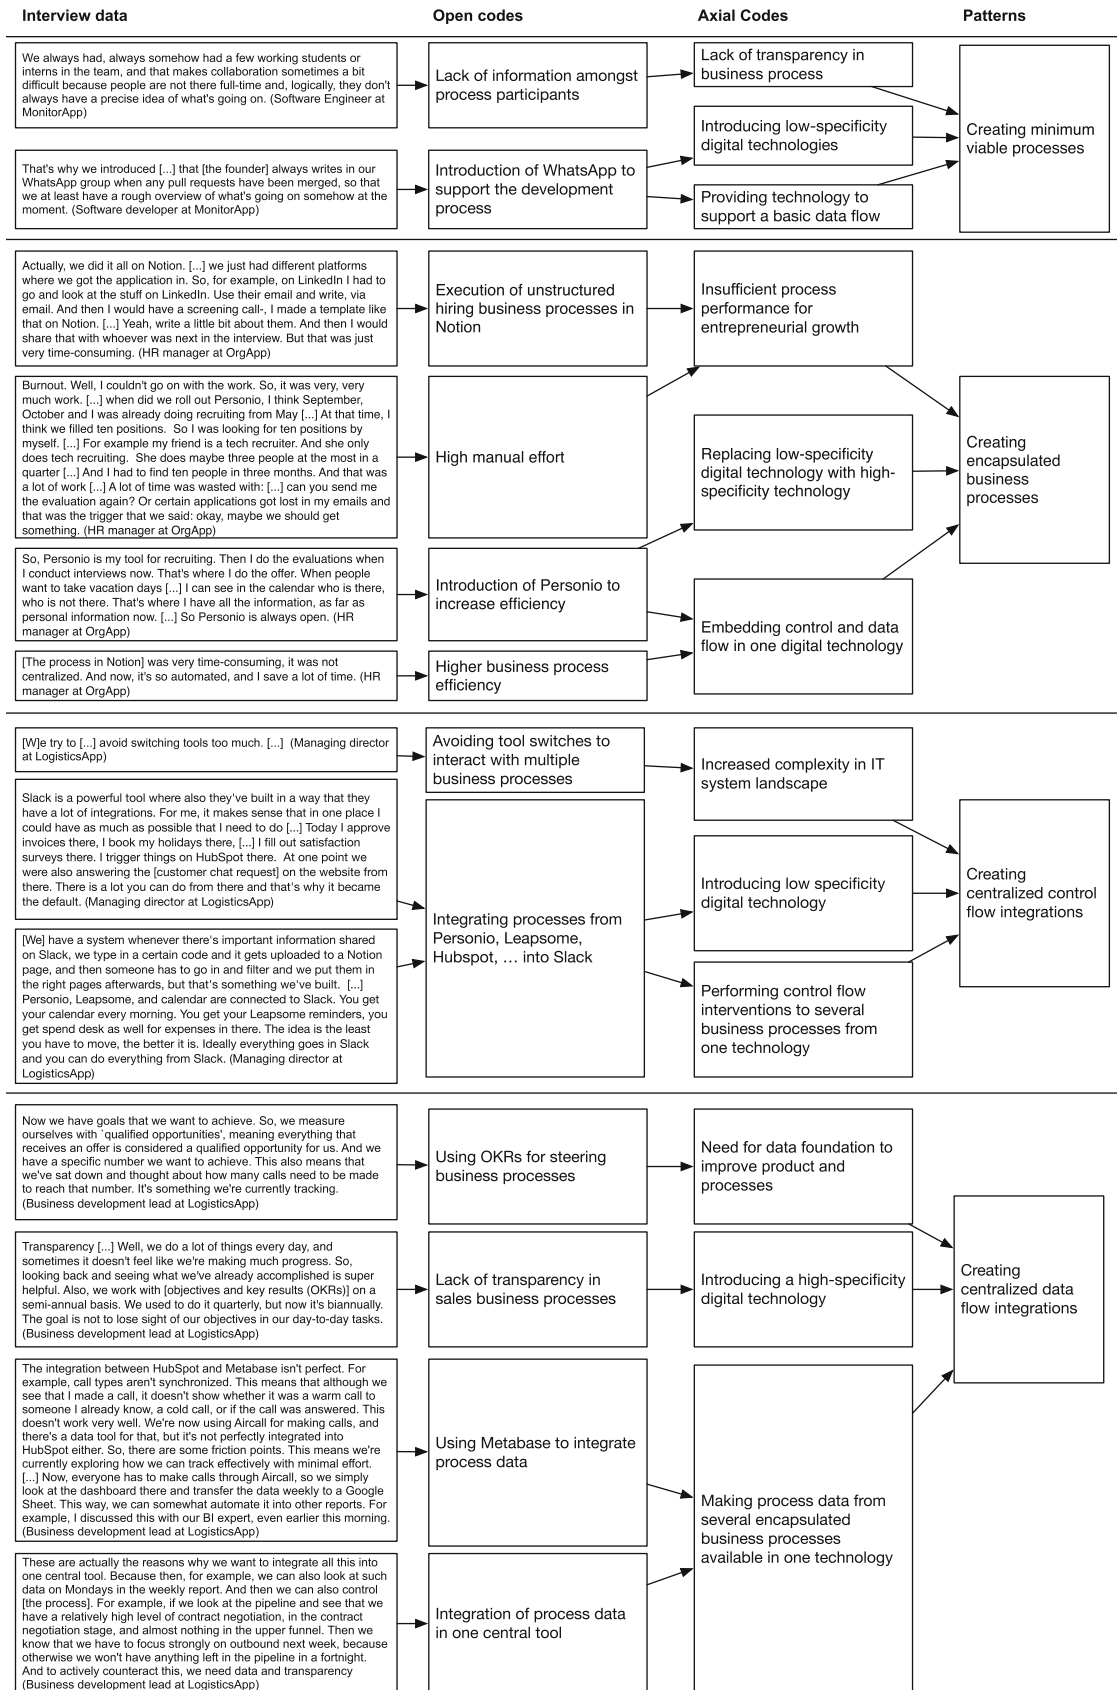 Interview data
Open codes
Axial Codes
Patterns
We always had, always somehow had a few working students or
interns in the team, and that makes collaboration sometimes a bit
difficult because people are not there full-time and, logically, they don't
always have a precise idea of what's going on. (Software Engineer at
MonitorApp)
Lack of information amongst
process participants
Lack of transparency in
business process
Introducing low-specificity
digital technologies
Creating minimum
viable processes
That's why we introduced [...] that [the founder] always writes in our
WhatsApp group when any pull requests have been merged, so that
we at least have a rough overview of what's going on somehow at the
moment. (Software developer at MonitorApp)
Introduction of WhatsApp to
support the development
process
Providing technology to
support a basic data flow
Actually, we did it all on Notion. [...] we just had different platforms
where we got the application in. So, for example, on LinkedIn I had to
go and look at the stuff on LinkedIn. Use their email and write, via
email. And then I would have a screening call-, I made a template like
that on Notion. [...] Yeah, write a little bit about them. And then I would
share that with whoever was next in the interview. But that was just
very time-consuming. (HR manager at OrgApp)
Execution of unstructured
hiring business processes in
Notion
Insufficient process
performance for
entrepreneurial growth
Burnout. Well, I couldn't go on with the work. So, it was very, very
much work. [...] when did we roll out Personio, I think September,
October and I was already doing recruiting from May [...] At that time, I
think we filled ten positions.  So I was looking for ten positions by
myself. [...] For example my friend is a tech recruiter. And she only
does tech recruiting.  She does maybe three people at the most in a
quarter [...] And I had to find ten people in three months. And that was
a lot of work [...] A lot of time was wasted with: [...] can you send me
the evaluation again? Or certain applications got lost in my emails and
that was the trigger that we said: okay, maybe we should get
something. (HR manager at OrgApp)
High manual effort
Replacing low-specificity
digital technology with high-
specificity technology
Creating
encapsulated
business
processes
So, Personio is my tool for recruiting. Then I do the evaluations when
I conduct interviews now. That's where I do the offer. When people
want to take vacation days [...] I can see in the calendar who is there,
who is not there. That's where I have all the information, as far as
personal information now. [...] So Personio is always open. (HR
manager at OrgApp)
Introduction of Personio to
increase efficiency
Embedding control and data
flow in one digital technology
[The process in Notion] was very time-consuming, it was not
centralized. And now, it's so automated, and I save a lot of time. (HR
manager at OrgApp)
Higher business process
efficiency
[W]e try to [...] avoid switching tools too much. [...]  (Managing director
at LogisticsApp)
Avoiding tool switches to
interact with multiple
business processes
Increased complexity in IT
system landscape
Slack is a powerful tool where also they've built in a way that they
have a lot of integrations. For me, it makes sense that in one place I
could have as much as possible that I need to do [...] Today I approve
invoices there, I book my holidays there, [...] I fill out satisfaction
surveys there. I trigger things on HubSpot there.  At one point we
were also answering the [customer chat request] on the website from
there. There is a lot you can do from there and that's why it became
the default. (Managing director at LogisticsApp)
Integrating processes from
Personio, Leapsome,
Hubspot, … into Slack
Introducing low specificity
digital technology
Creating
centralized control
flow integrations
[We] have a system whenever there's important information shared
on Slack, we type in a certain code and it gets uploaded to a Notion
page, and then someone has to go in and filter and we put them in
the right pages afterwards, but that's something we've built.  [...]
Personio, Leapsome, and calendar are connected to Slack. You get
your calendar every morning. You get your Leapsome reminders, you
get spend desk as well for expenses in there. The idea is the least
you have to move, the better it is. Ideally everything goes in Slack
and you can do everything from Slack. (Managing director at
LogisticsApp)
Performing control flow
interventions to several
business processes from
one technology
Now we have goals that we want to achieve. So, we measure
ourselves with `qualified opportunities', meaning everything that
receives an offer is considered a qualified opportunity for us. And we
have a specific number we want to achieve. This also means that
we've sat down and thought about how many calls need to be made
to reach that number. It's something we're currently tracking.
(Business development lead at LogisticsApp)
Using OKRs for steering
business processes
Need for data foundation to
improve product and
processes
Transparency [...] Well, we do a lot of things every day, and
sometimes it doesn't feel like we're making much progress. So,
looking back and seeing what we've already accomplished is super
helpful. Also, we work with [objectives and key results (OKRs)] on a
semi-annual basis. We used to do it quarterly, but now it's biannually.
The goal is not to lose sight of our objectives in our day-to-day tasks.
(Business development lead at LogisticsApp)
Lack of transparency in
sales business processes
Introducing a high-specificity
digital technology
Creating
centralized data
flow integrations
The integration between HubSpot and Metabase isn't perfect. For
example, call types aren't synchronized. This means that although we
see that I made a call, it doesn't show whether it was a warm call to
someone I already know, a cold call, or if the call was answered. This
doesn't work very well. We're now using Aircall for making calls, and
there's a data tool for that, but it's not perfectly integrated into
HubSpot either. So, there are some friction points. This means we're
currently exploring how we can track effectively with minimal effort.
[...] Now, everyone has to make calls through Aircall, so we simply
look at the dashboard there and transfer the data weekly to a Google
Sheet. This way, we can somewhat automate it into other reports. For
example, I discussed this with our BI expert, even earlier this morning.
(Business development lead at LogisticsApp)
Using Metabase to integrate
process data
Making process data from
several encapsulated
business processes
available in one technology
These are actually the reasons why we want to integrate all this into
one central tool. Because then, for example, we can also look at such
data on Mondays in the weekly report. And then we can also control
[the process]. For example, if we look at the pipeline and see that we
have a relatively high level of contract negotiation, in the contract
negotiation stage, and almost nothing in the upper funnel. Then we
know that we have to focus strongly on outbound next week, because
otherwise we won't have anything left in the pipeline in a fortnight.
And to actively counteract this, we need data and transparency
(Business development lead at LogisticsApp)
Integration of process data
in one central tool